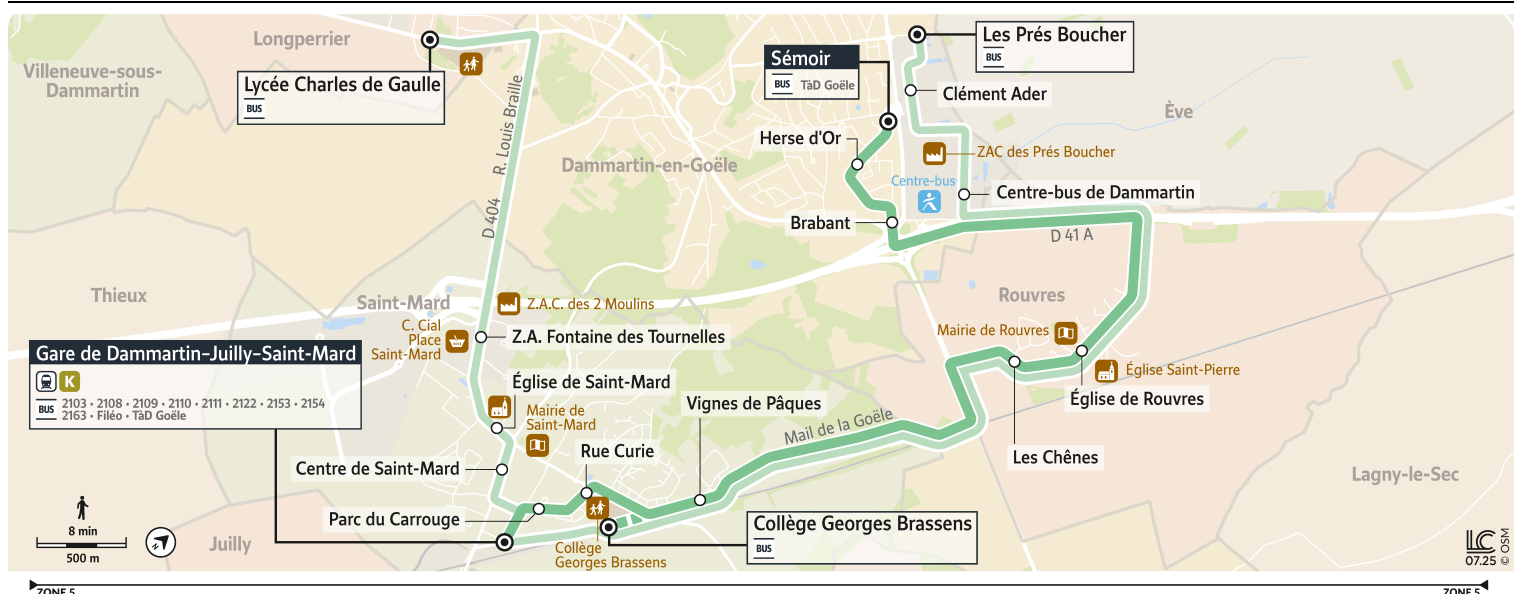 Longperrier
Villeneuve-sous-
Dammartin
Lycée Charles de Gaulle
BUS
R. Louis Braille
D 404
Dammartin-en-Goële
Sémoir
BUS TàD Goële
Les Prés Boucher
BUS
Clément Ader
Ève
Herse d'Or
ZAC des Prés Boucher
Centre-bus
Centre-bus de Dammartin
Brabant
D 41 A
Thieux
Saint-Mard
Z.A.C. des 2 Moulins
Rouvres
C. Cial
Place
Saint-Mard
Z.A. Fontaine des Tournelles
Mairie de Rouvres
Gare de Dammartin-Juilly-Saint-Mard
K
BUS 2103 • 2108 • 2109 • 2110 • 2111 • 2122 • 2153 • 2154
2163 • Filéo • TàD Goële
Église Saint-Pierre
Église de Saint-Mard
Église de Rouvres
Mairie de
Saint-Mard
Vignes de Pâques
Mail de la Goële
Rue Curie
Les Chênes
Centre de Saint-Mard
Lagny-le-Sec
Parc du Carrouge
Collège Georges Brassens
BUS
8 min
500 m
Juilly
Collège
Georges Brassens
LC
07.25
© OSM
ZONE 5
ZONE 5